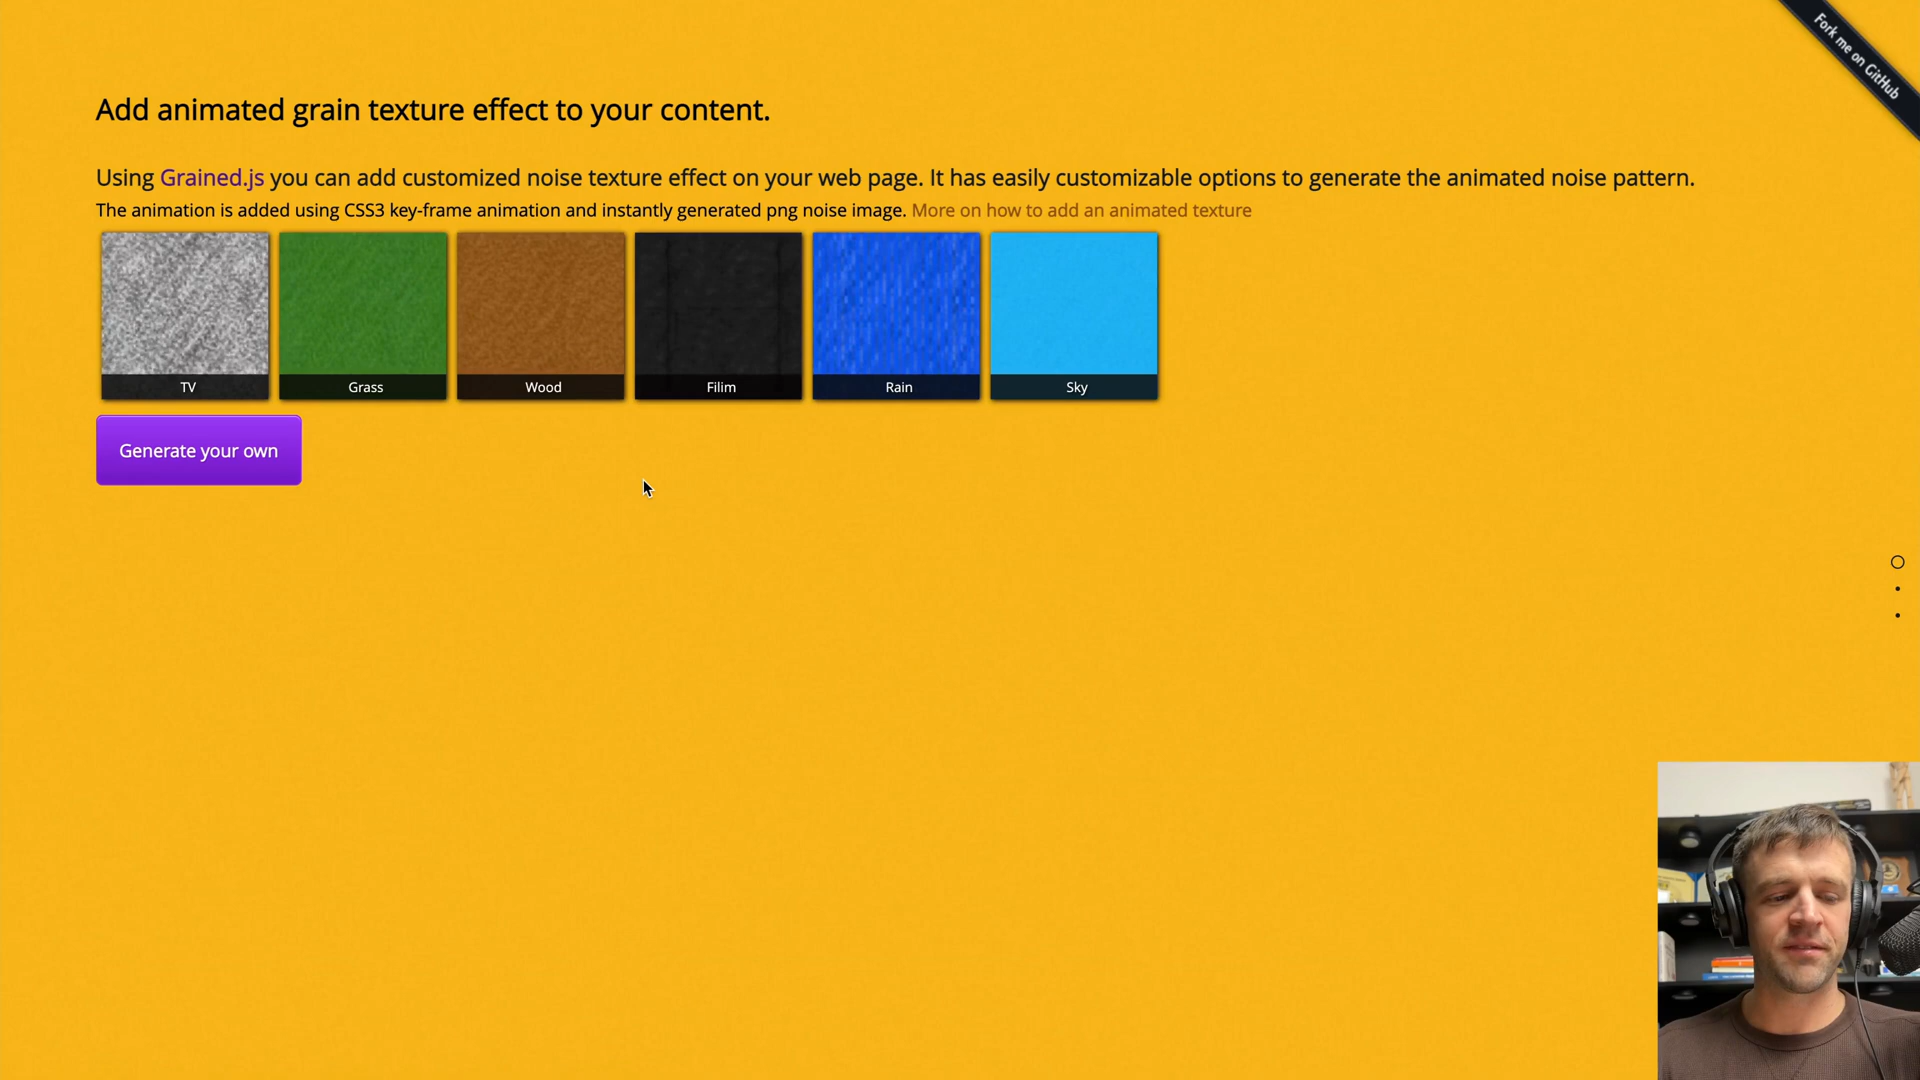 Fork me on GitHub
Add animated grain texture effect to your content.
Using Grained.js you can add customized noise texture effect on your web page. It has easily customizable options to generate the animated noise pattern.
The animation is added using CSS3 key-frame animation and instantly generated png noise image. More on how to add an animated texture
TV
Grass
Wood
Filim
Rain
Sky
Generate your own